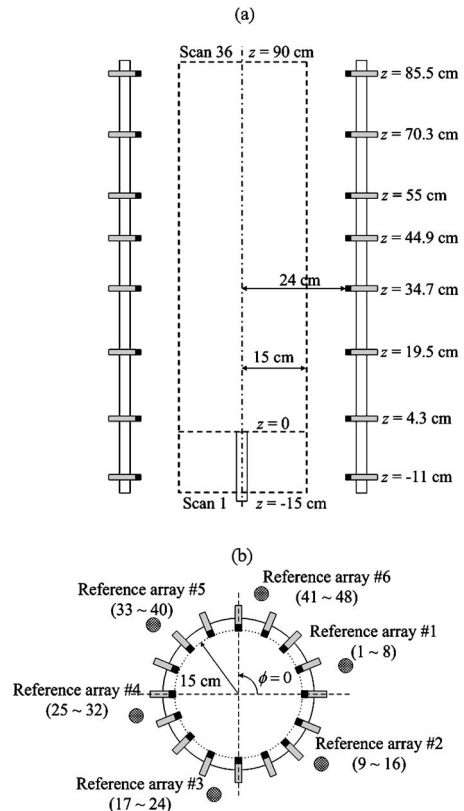 (a)
Scan 36
z = 90 cm
z = 85.5 cm
z = 70.3 cm
z = 55 cm
z = 44.9 cm
24 cm
z = 34.7 cm
15 cm
z = 19.5 cm
z = 0
z = 4.3 cm
z = -11 cm
Scan 1
z = -15 cm
(b)
Reference array #6
(41 ~ 48)
Reference array #5
(33 ~ 40)
Reference array #1
(1 ~ 8)
15 cm
ϕ = 0
Reference array #4
(25 ~ 32)
Reference array #2
(9 ~ 16)
Reference array #3
(17 ~ 24)